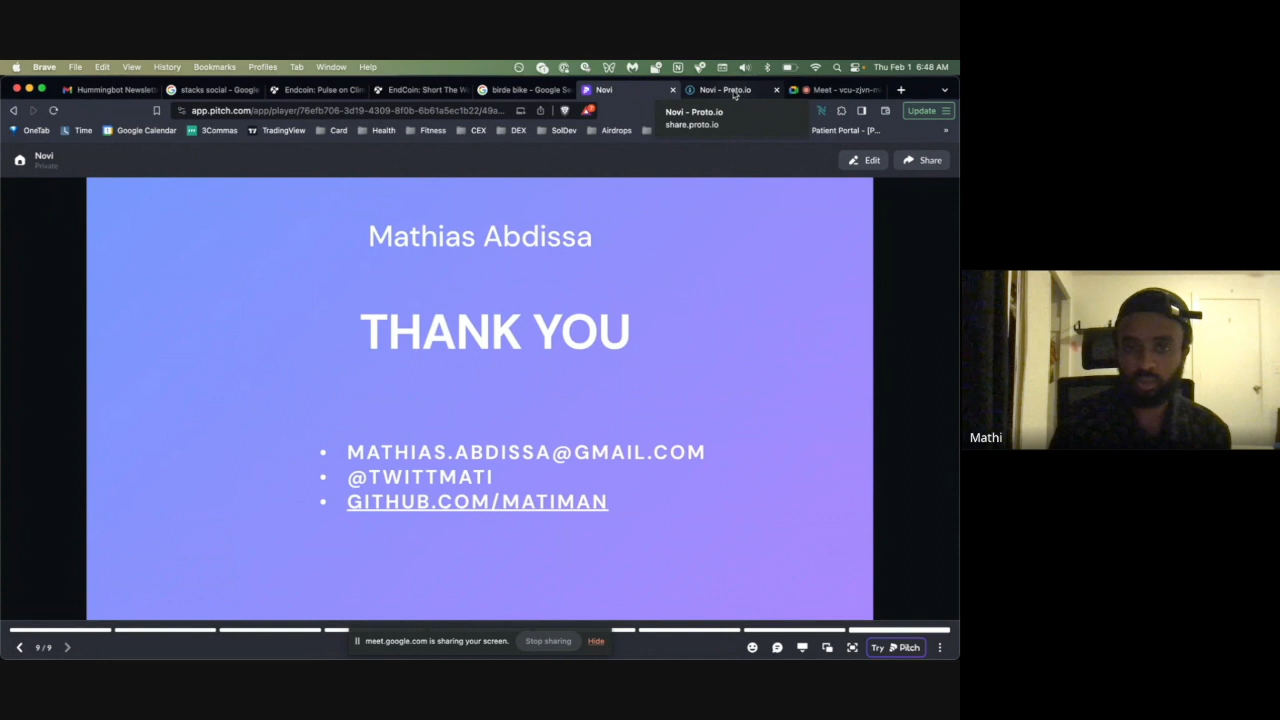 Brave File Edit View History Bookmarks Profiles Tab Window Help Thu Feb 1 6:48 AM
Hummingbot Newslett stacks social - Google Endcoin: Pulse on Clim EndCoin: Short The W birde bike - Google Se Novi Novi - Proto.io Meet - vcu-zjvn-m
app.pitch.com/app/player/76efb706-3d19-4309-8f0b-6b61a5ec1b22/49a... Update
Novi - Proto.io
share.proto.io
OneTab Time Google Calendar 3Commas TradingView Card Health Fitness CEX DEX SolDev Airdrops Patient Portal - [P... »
Novi
Private
Edit Share
Mathias Abdissa
THANK YOU
• MATHIAS.ABDISSA@GMAIL.COM
• @TWITTMATI
• GITHUB.COM/MATIMAN
Mathi
meet.google.com is sharing your screen. Stop sharing Hide
9 / 9 Try Pitch